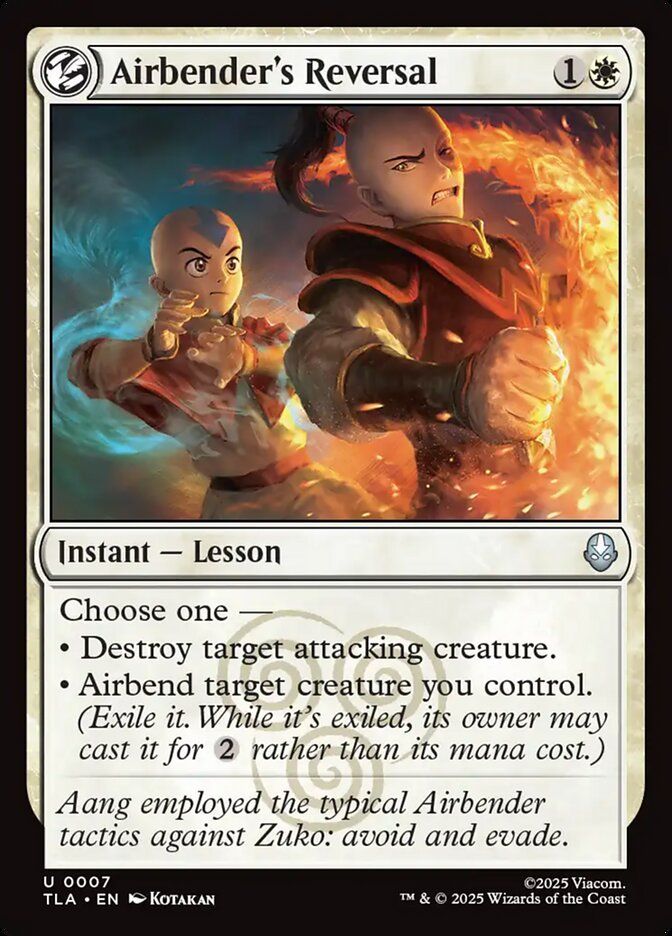 Airbender's Reversal 1
Instant — Lesson
Choose one —
• Destroy target attacking creature.
• Airbend target creature you control.
(Exile it. While it's exiled, its owner may
cast it for 2 rather than its mana cost.)
Aang employed the typical Airbender
tactics against Zuko: avoid and evade.
U 0007
©2025 Viacom.
TLA • EN KOTAKAN
™ & © 2025 Wizards of the Coast